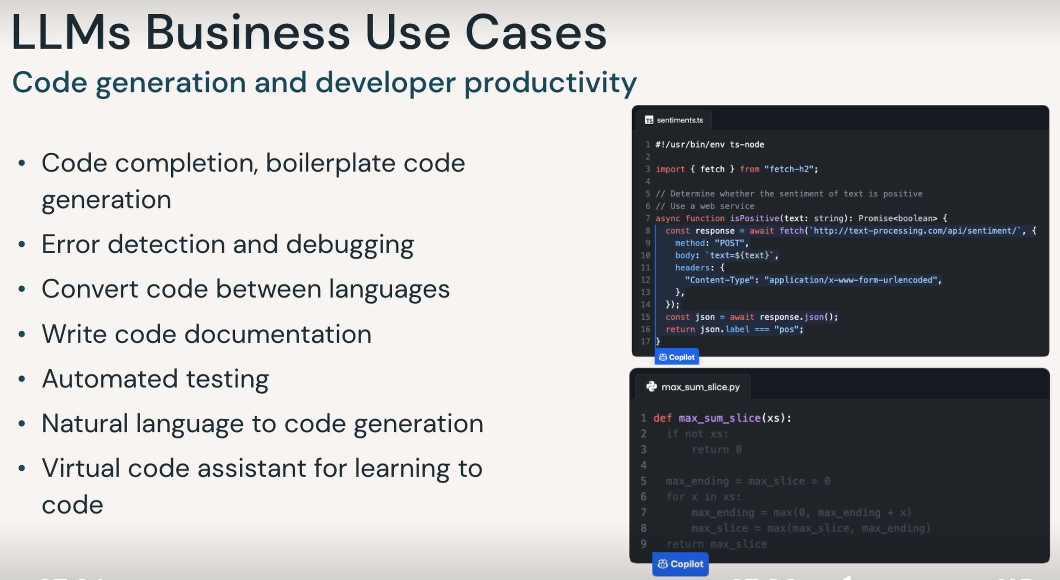 LLMs Business Use Cases
Code generation and developer productivity
• Code completion, boilerplate code
generation
• Error detection and debugging
• Convert code between languages
• Write code documentation
• Automated testing
• Natural language to code generation
• Virtual code assistant for learning to
code
TS sentiments.ts
1 #!/usr/bin/env ts-node
2
3 import { fetch } from "fetch-h2";
4
5 // Determine whether the sentiment of text is positive
6 // Use a web service
7 async function isPositive(text: string): Promise<boolean> {
8 const response = await fetch(`http://text-processing.com/api/sentiment/`, {
9 method: "POST",
10 body: `text=${text}`,
11 headers: {
12 "Content-Type": "application/x-www-form-urlencoded",
13 },
14 });
15 const json = await response.json();
16 return json.label === "pos";
17 }
Copilot
max_sum_slice.py
1 def max_sum_slice(xs):
2 if not xs:
3 return 0
4
5 max_ending = max_slice = 0
6 for x in xs:
7 max_ending = max(0, max_ending + x)
8 max_slice = max(max_slice, max_ending)
9 return max_slice
Copilot